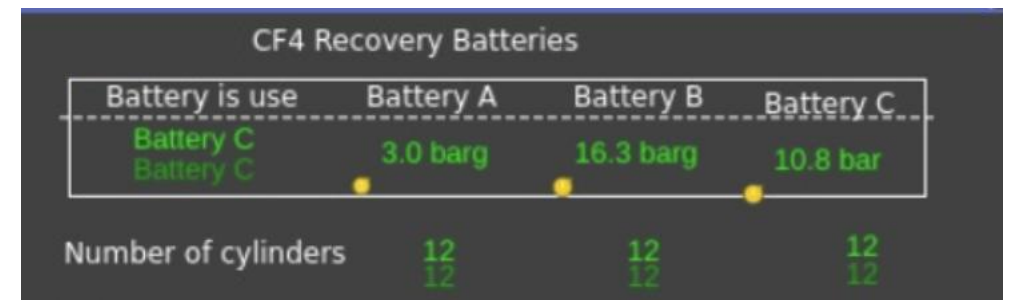 CF4 Recovery Batteries
Battery is use Battery A Battery B Battery C
Battery C 3.0 barg 16.3 barg 10.8 bar
Battery C
Number of cylinders 12 12 12
12 12 12